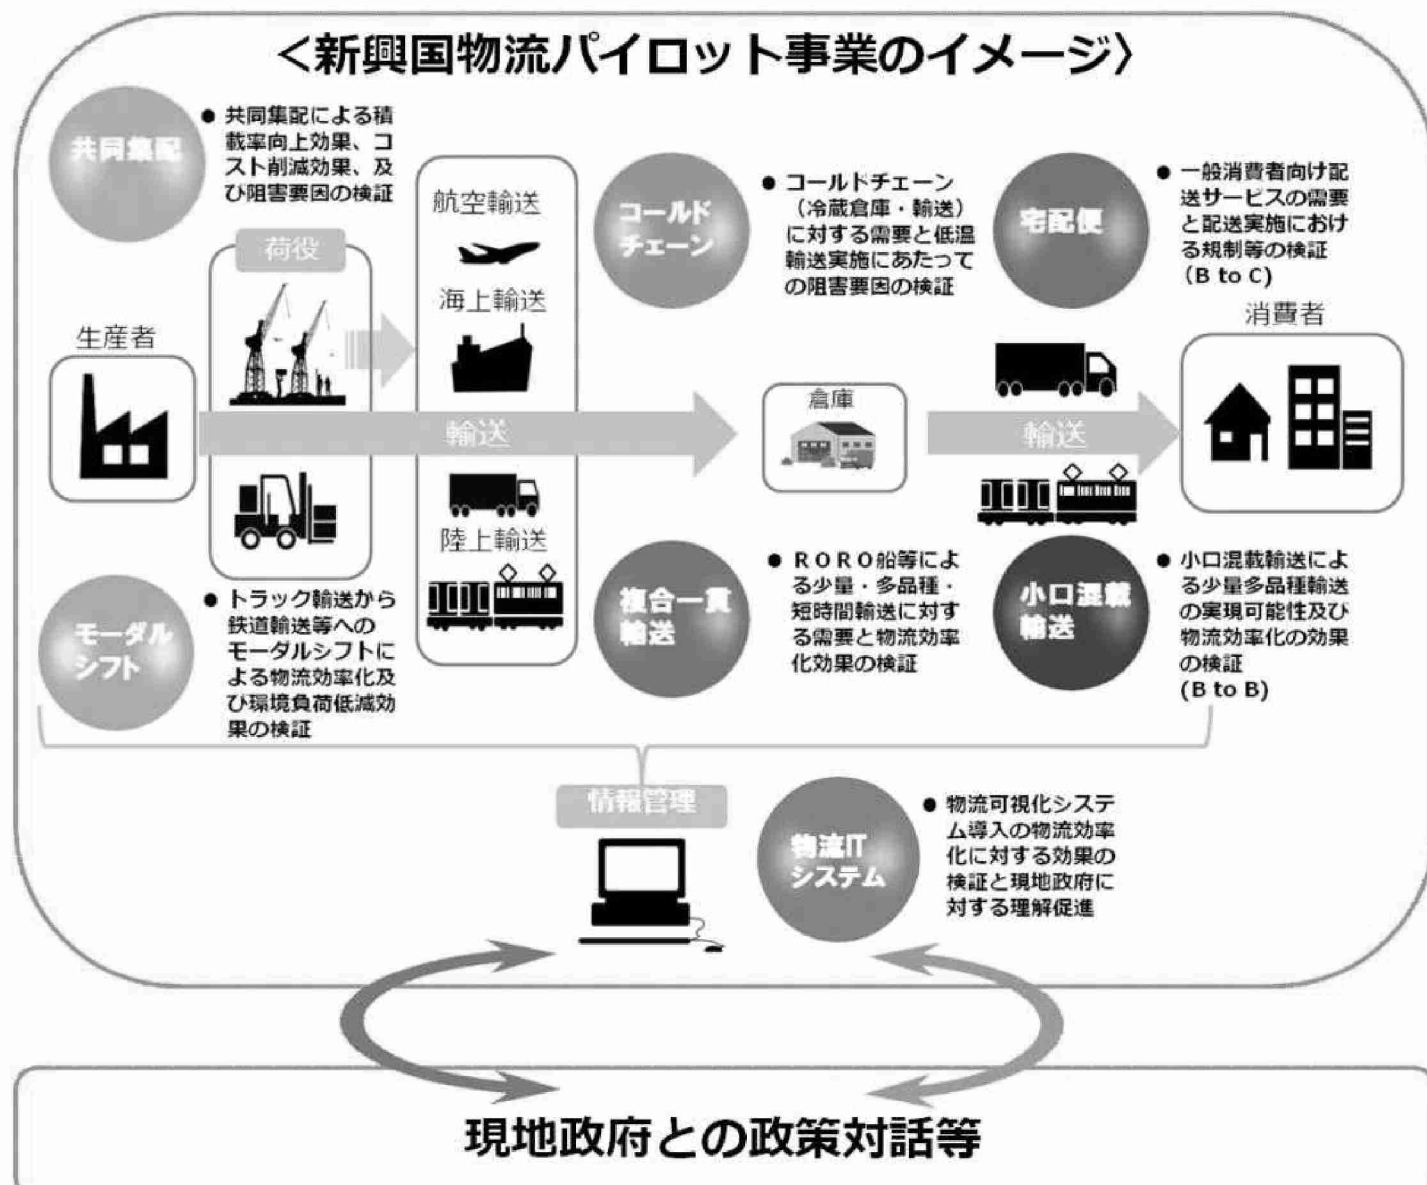 ＜新興国物流パイロット事業のイメージ＞
共同集配
● 共同集配による積
載率向上効果、コ
スト削減効果、及
び阻害要因の検証
荷役
航空輸送
海上輸送
コールド
チェーン
● コールドチェーン
（冷蔵倉庫・輸送）
に対する需要と低温
輸送実施にあたって
の阻害要因の検証
宅配便
● 一般消費者向け配
送サービスの需要
と配送実施におけ
る規制等の検証
（B to C）
生産者
消費者
輸送
倉庫
輸送
陸上輸送
モーダル
シフト
● トラック輸送から
鉄道輸送等への
モーダルシフトに
よる物流効率化及
び環境負荷低減効
果の検証
複合一貫
輸送
● ＲＯＲＯ船等によ
る少量・多品種・
短時間輸送に対す
る需要と物流効率
化効果の検証
小口混載
輸送
● 小口混載輸送によ
る少量多品種輸送
の実現可能性及び
物流効率化の効果
の検証
(B to B)
情報管理
物流IT
システム
● 物流可視化システ
ム導入の物流効率
化に対する効果の
検証と現地政府に
対する理解促進
現地政府との政策対話等